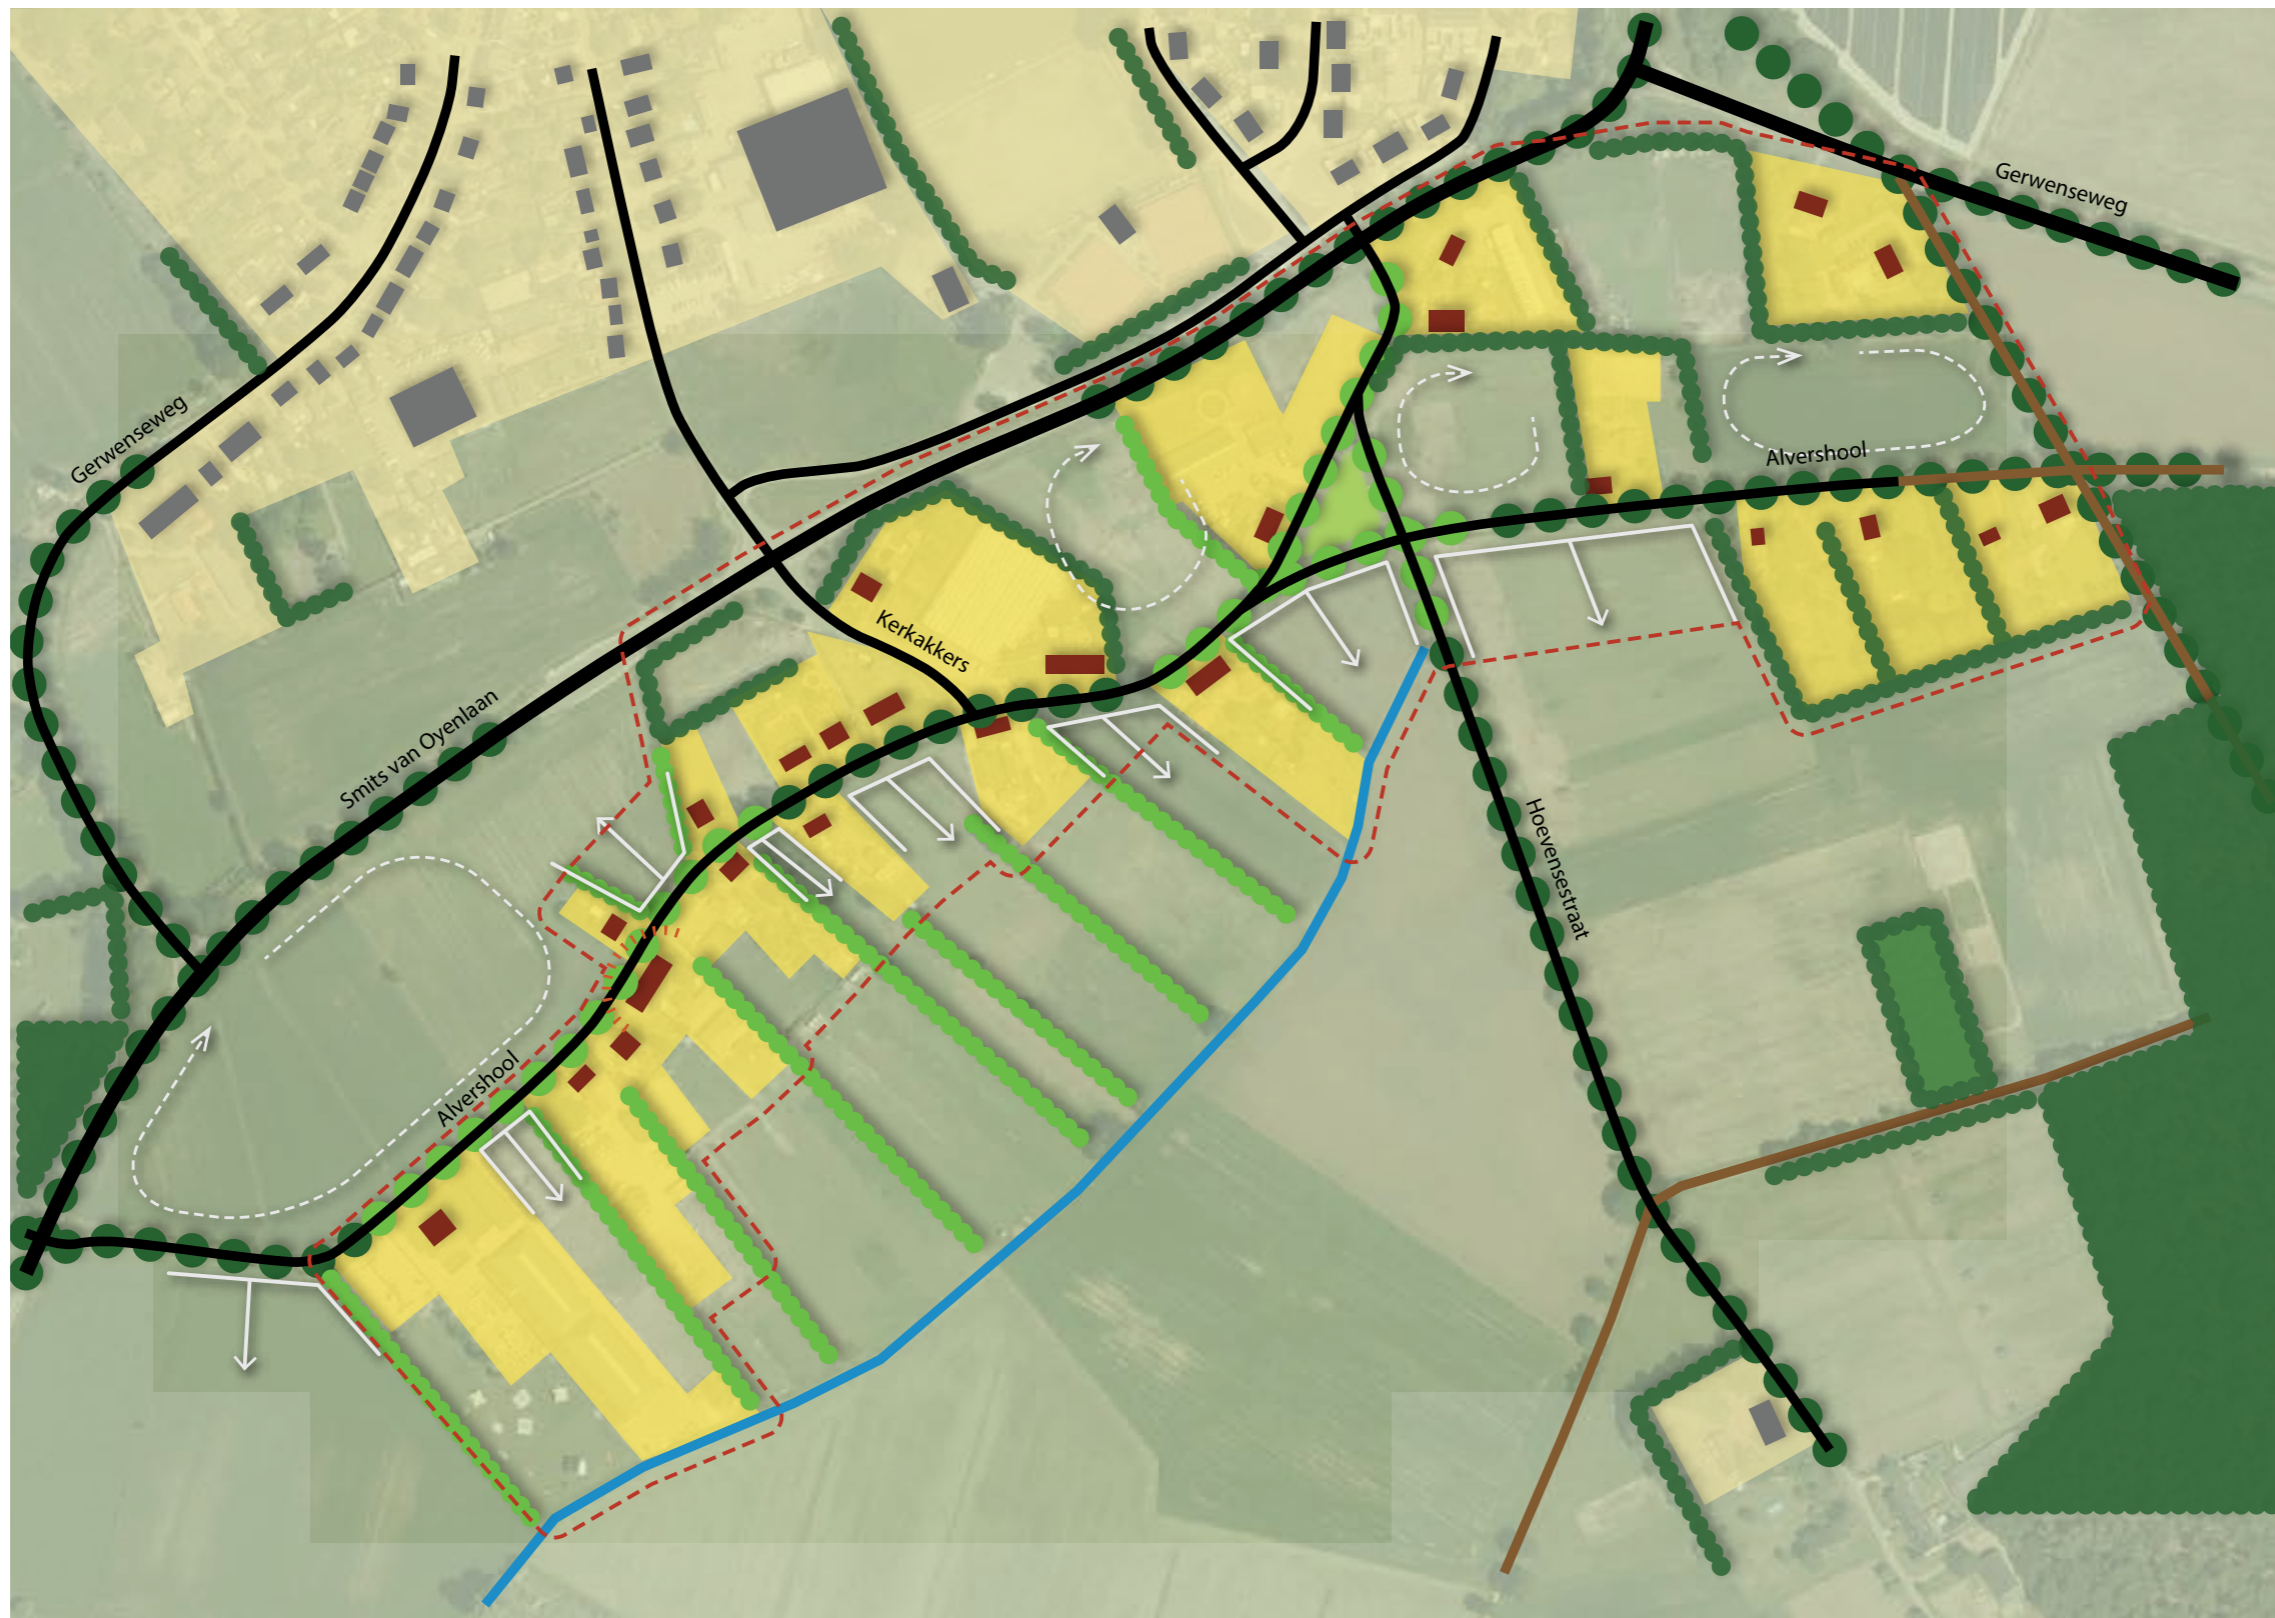 Gerwenseweg
Gerwenseweg
Alvershool
Kerkakkers
Smits van Oyenlaan
Hoevensestraat
Alvershool